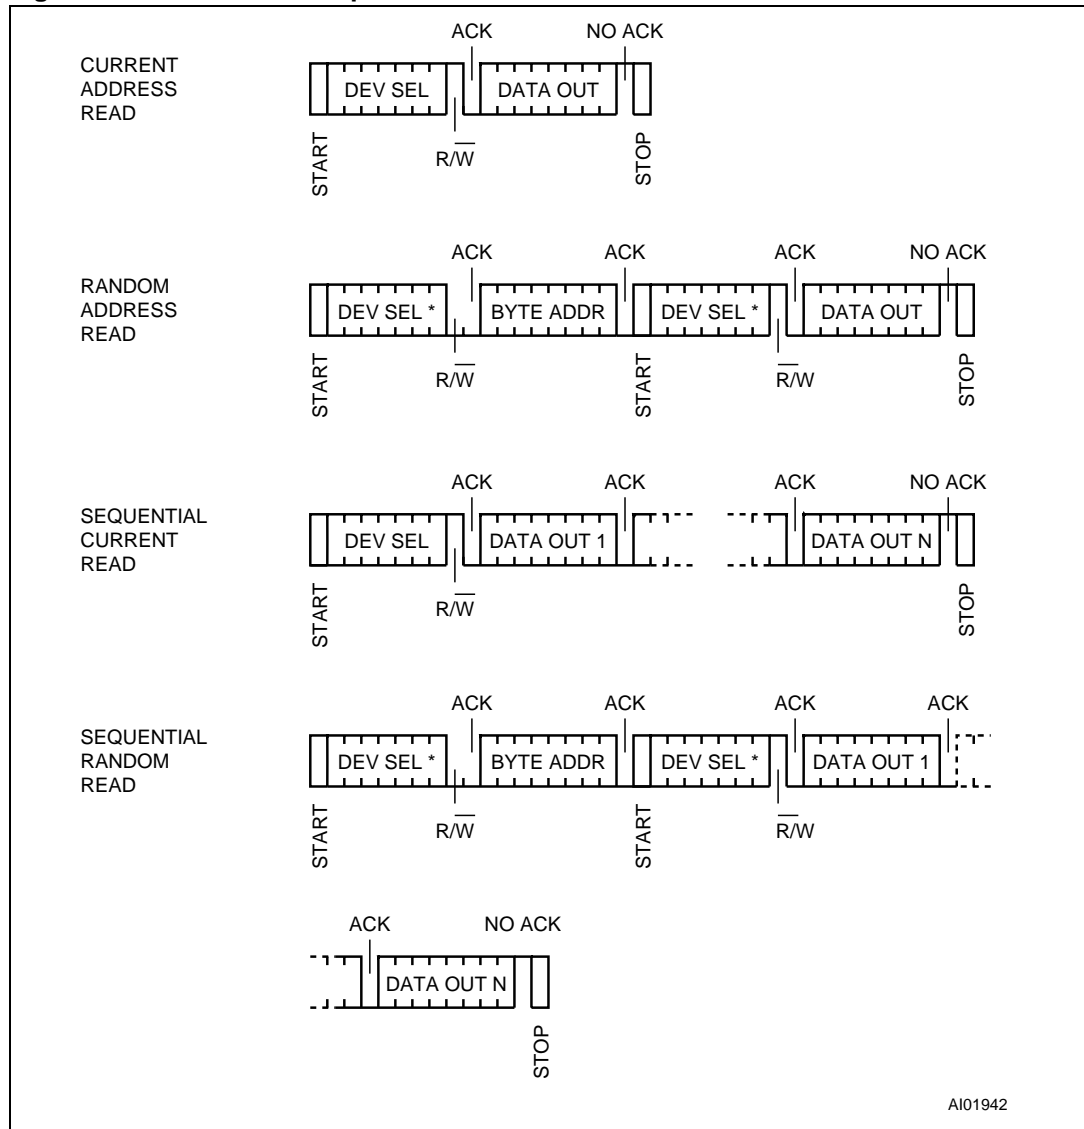 ACK NO ACK
CURRENT
ADDRESS
READ
DEV SEL DATA OUT
START R/W STOP
ACK ACK ACK NO ACK
RANDOM
ADDRESS
READ
DEV SEL * BYTE ADDR DEV SEL * DATA OUT
START R/W START R/W STOP
ACK ACK ACK NO ACK
SEQUENTIAL
CURRENT
READ
DEV SEL DATA OUT 1 DATA OUT N
START R/W STOP
ACK ACK ACK ACK
SEQUENTIAL
RANDOM
READ
DEV SEL * BYTE ADDR DEV SEL * DATA OUT 1
START R/W START R/W
ACK NO ACK
DATA OUT N
STOP
AI01942